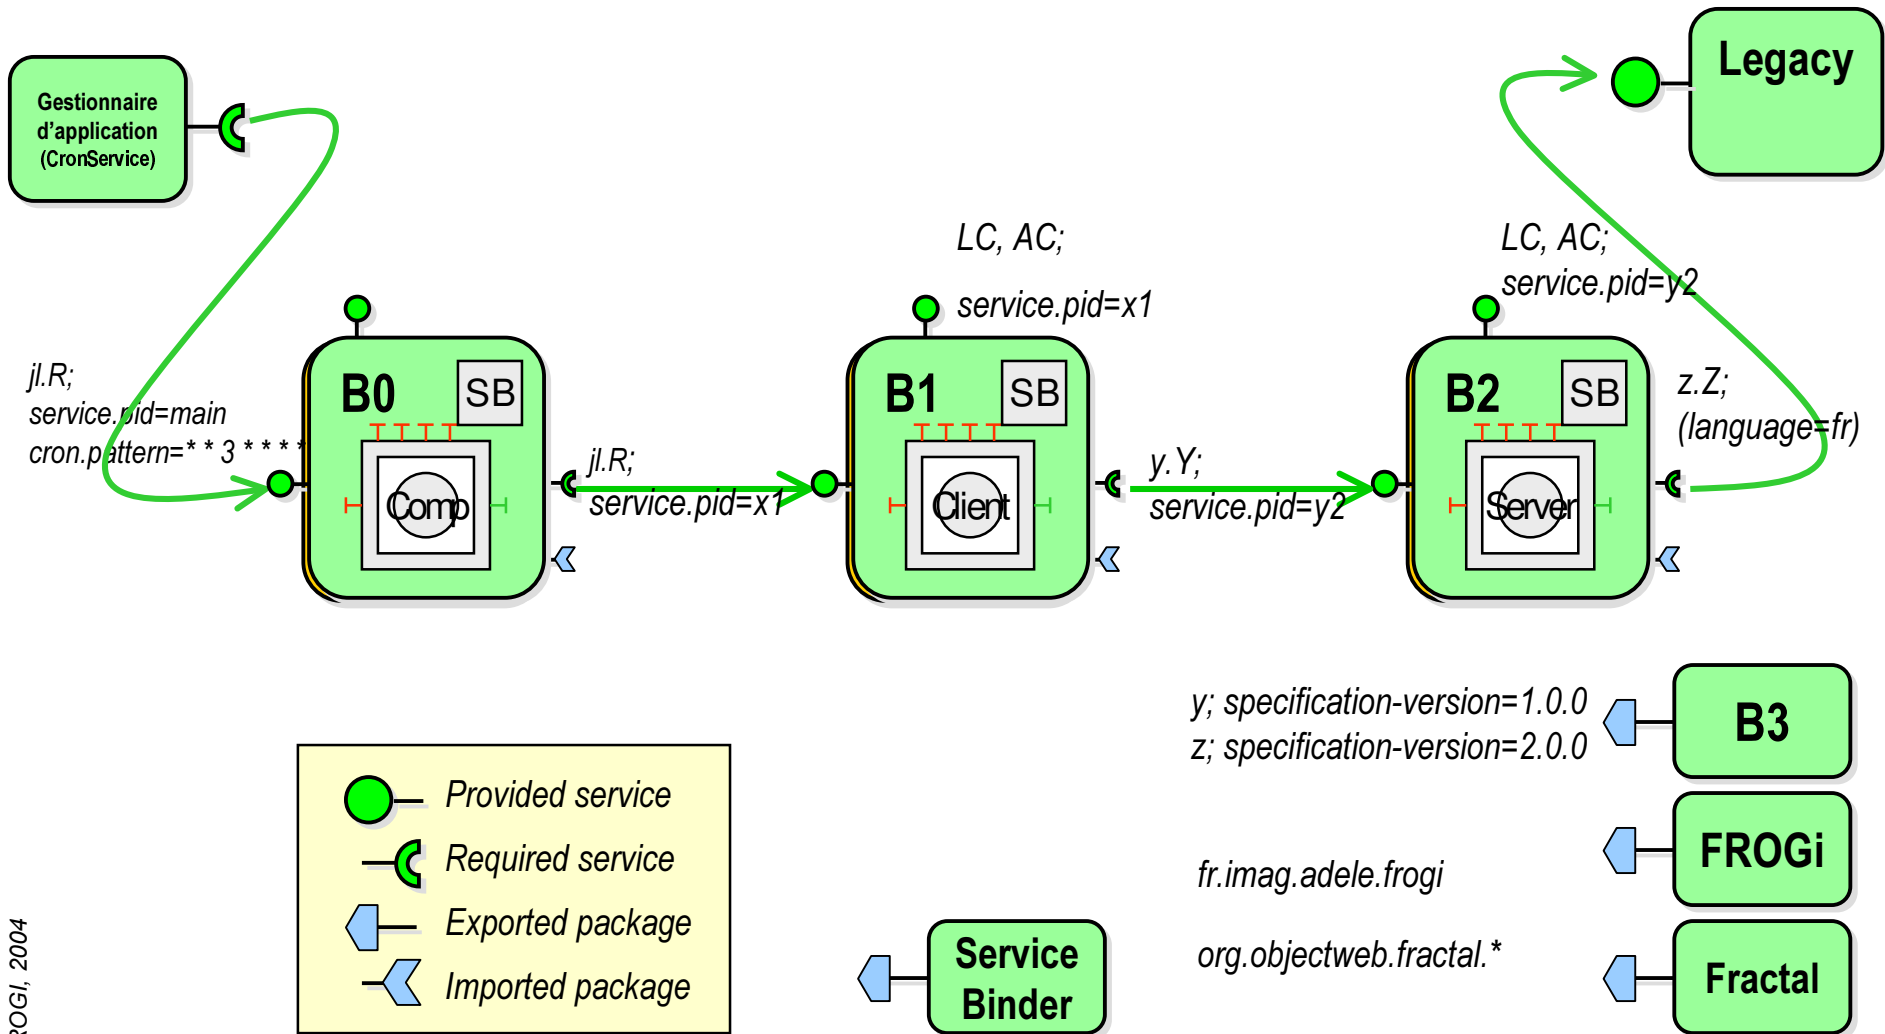 Gestionnaire
d'application
(CronService)
Legacy
LC, AC;
service.pid=x1
LC, AC;
service.pid=y2
jl.R;
service.pid=main
cron.pattern=* * 3 * * * *
B0
SB
Comp
jl.R;
service.pid=x1
B1
SB
Client
y.Y;
service.pid=y2
B2
SB
Server
z.Z;
(language=fr)
y; specification-version=1.0.0
z; specification-version=2.0.0
B3
Provided service
Required service
Exported package
Imported package
fr.imag.adele.frogi
FROGi
org.objectweb.fractal.*
Fractal
Service
Binder
ROGI, 2004